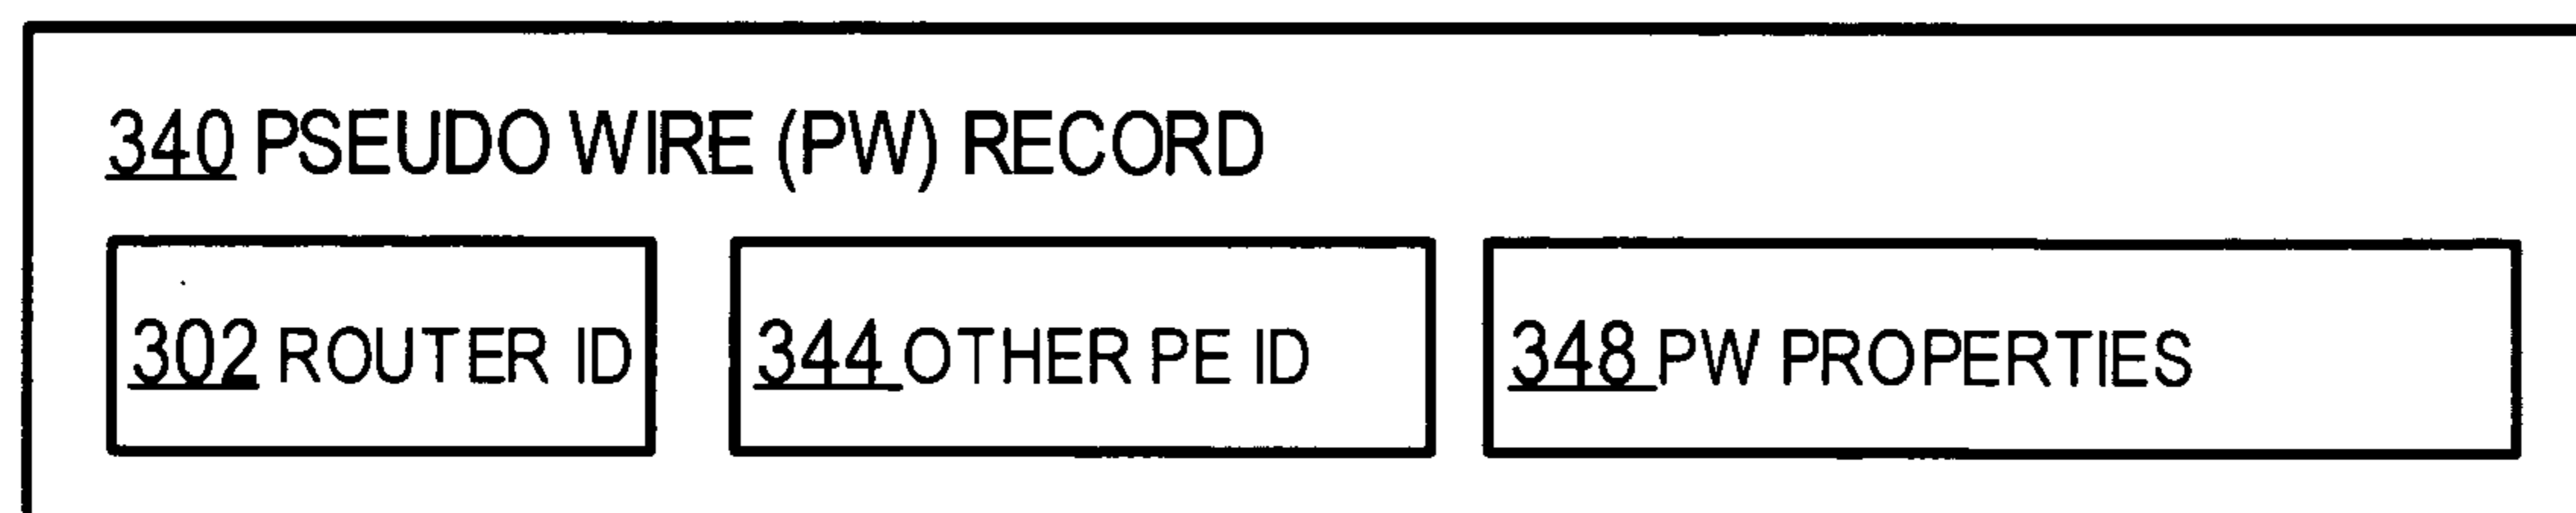 340 PSEUDO WIRE (PW) RECORD
302 ROUTER ID 344 OTHER PE ID 348 PW PROPERTIES